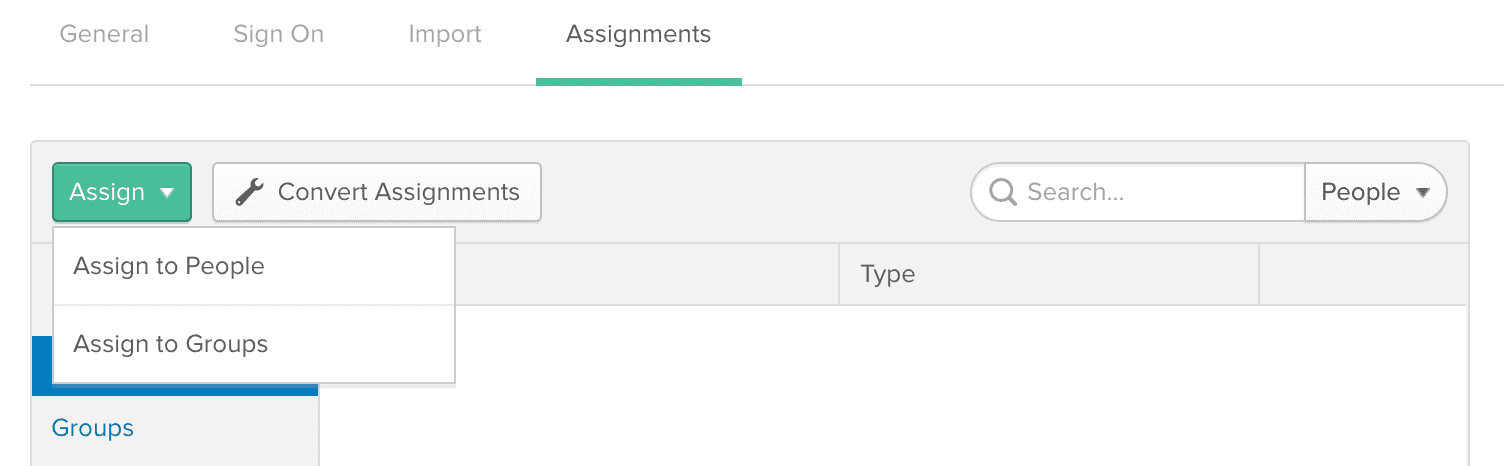 General Sign On Import Assignments
Assign Convert Assignments Search... People
Assign to People
Type
Assign to Groups
Groups